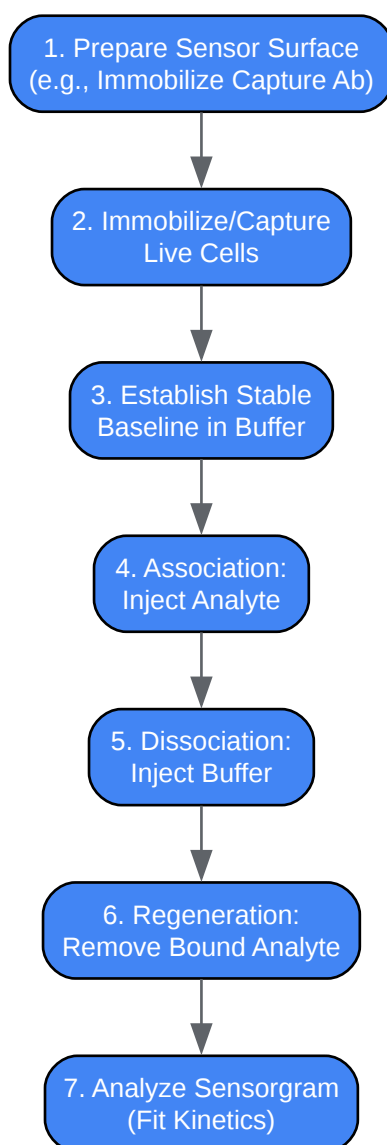 1. Prepare Sensor Surface
(e.g., Immobilize Capture Ab)
2. Immobilize/Capture
Live Cells
3. Establish Stable
Baseline in Buffer
4. Association:
Inject Analyte
5. Dissociation:
Inject Buffer
6. Regeneration:
Remove Bound Analyte
7. Analyze Sensorgram
(Fit Kinetics)